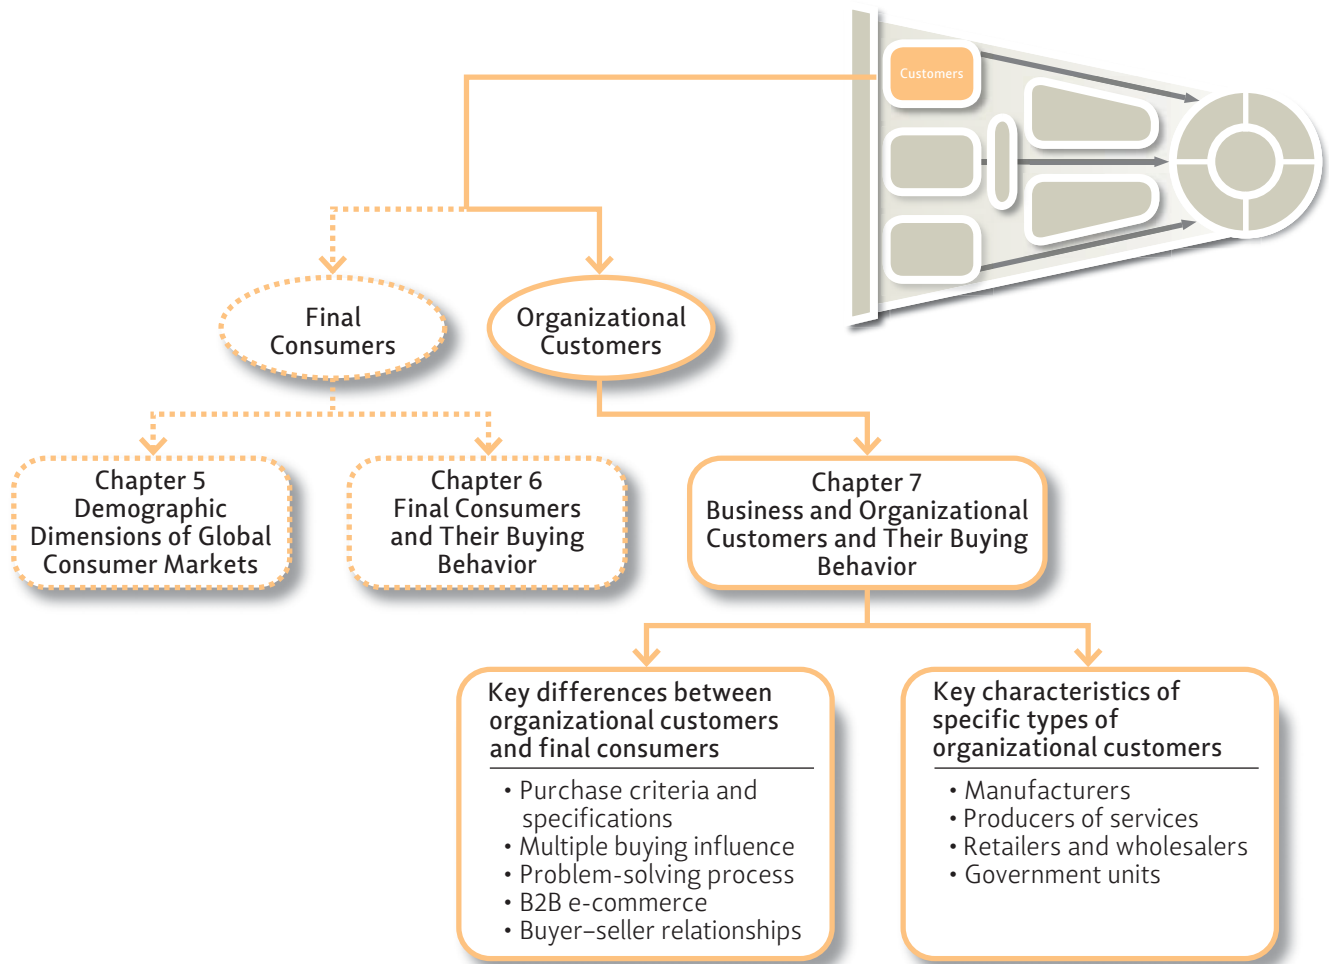 Customers
Final
Consumers
Organizational
Customers
Chapter 5
Demographic
Dimensions of Global
Consumer Markets
Chapter 6
Final Consumers
and Their Buying
Behavior
Chapter 7
Business and Organizational
Customers and Their Buying
Behavior
Key differences between
organizational customers
and final consumers
• Purchase criteria and
specifications
• Multiple buying influence
• Problem-solving process
• B2B e-commerce
• Buyer–seller relationships
Key characteristics of
specific types of
organizational customers
• Manufacturers
• Producers of services
• Retailers and wholesalers
• Government units